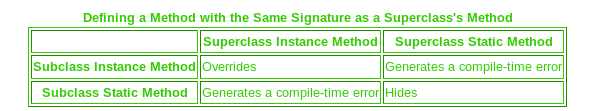 Defining a Method with the Same Signature as a Superclass's Method
Superclass Instance Method Superclass Static Method
Subclass Instance Method Overrides Generates a compile-time error
Subclass Static Method Generates a compile-time error Hides